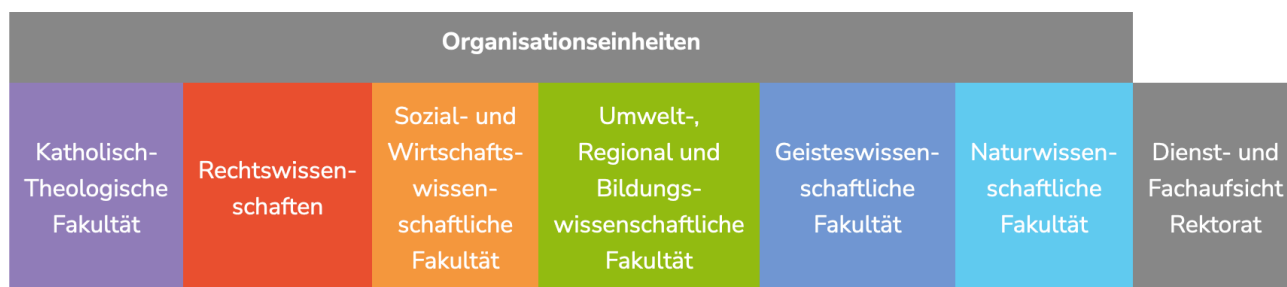 Organisationseinheiten
Katholisch-
Theologische
Fakultät
Rechtswissen-
schaften
Sozial- und
Wirtschafts-
wissen-
schaftliche
Fakultät
Umwelt-,
Regional und
Bildungs-
wissenschaftliche
Fakultät
Geisteswissen-
schaftliche
Fakultät
Naturwissen-
schaftliche
Fakultät
Dienst- und
Fachaufsicht
Rektorat